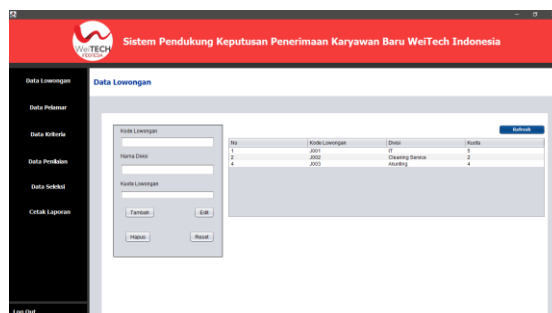 WeiTECH
INDONESIA
Sistem Pendukung Keputusan Penerimaan Karyawan Baru WeiTech Indonesia
Data Lowongan
Data Pelamar
Data Kriteria
Data Penilaian
Data Seleksi
Cetak Laporan
Log Out
Data Lowongan
Kode Lowongan
Nama Divisi
Kuota Lowongan
Tambah Edit
Hapus Reset
Refresh
No Kode Lowongan Divisi Kuota
1 J001 IT 5
2 J002 Cleaning Service 2
4 J003 Akunting 4